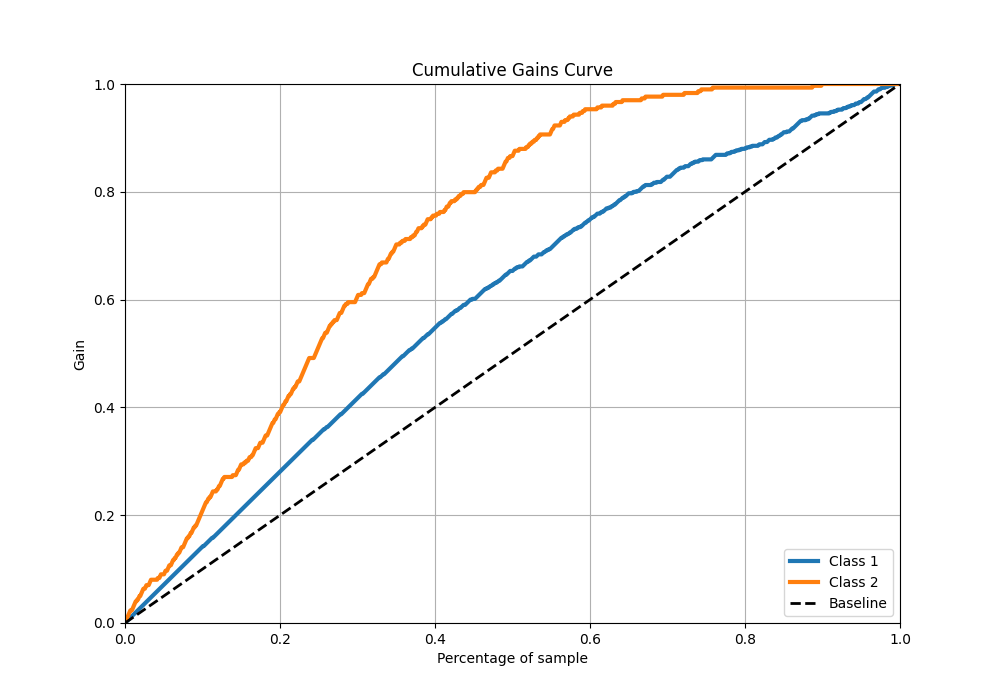 Cumulative Gains Curve
1.0
0.8
0.6
0.4
0.2
0.0
Gain
0.0 0.2 0.4 0.6 0.8 1.0
Percentage of sample
Class 1
Class 2
Baseline